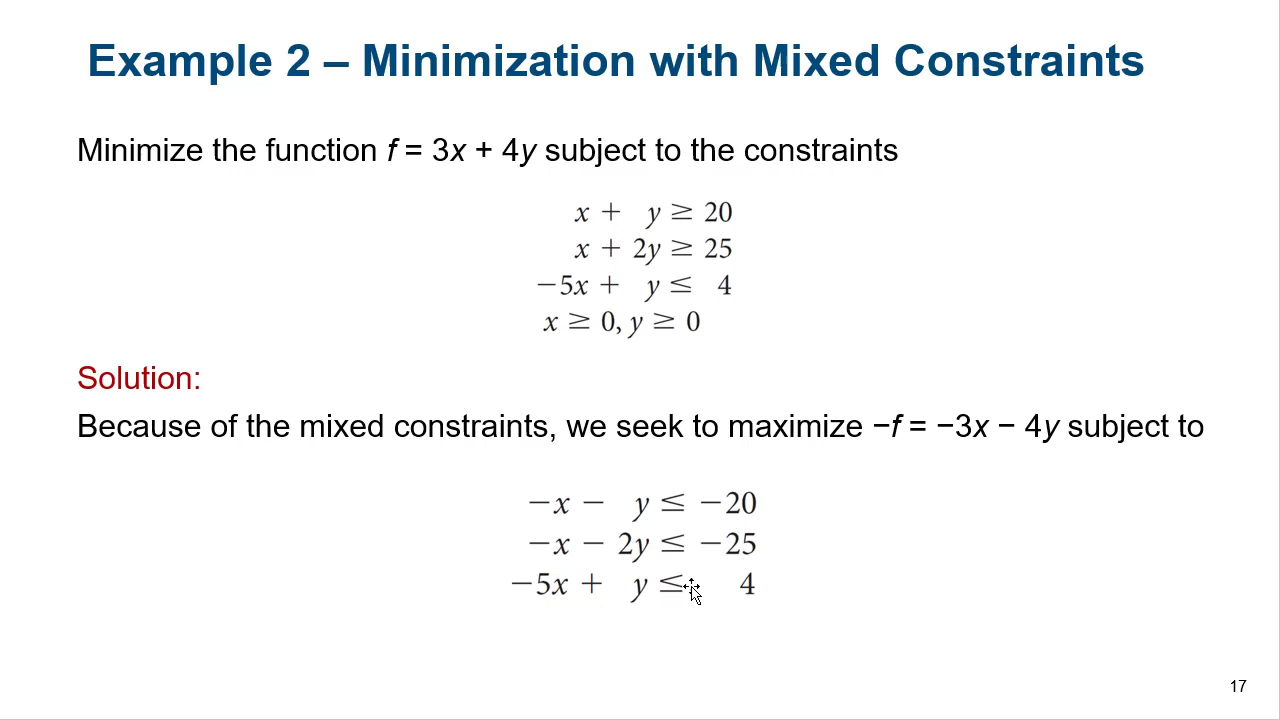 Example 2 – Minimization with Mixed Constraints
Minimize the function f = 3x + 4y subject to the constraints
x + y ≥ 20
x + 2y ≥ 25
−5x + y ≤ 4
x ≥ 0, y ≥ 0
Solution:
Because of the mixed constraints, we seek to maximize −f = −3x − 4y subject to
−x − y ≤ −20
−x − 2y ≤ −25
−5x + y ≤ 4
17